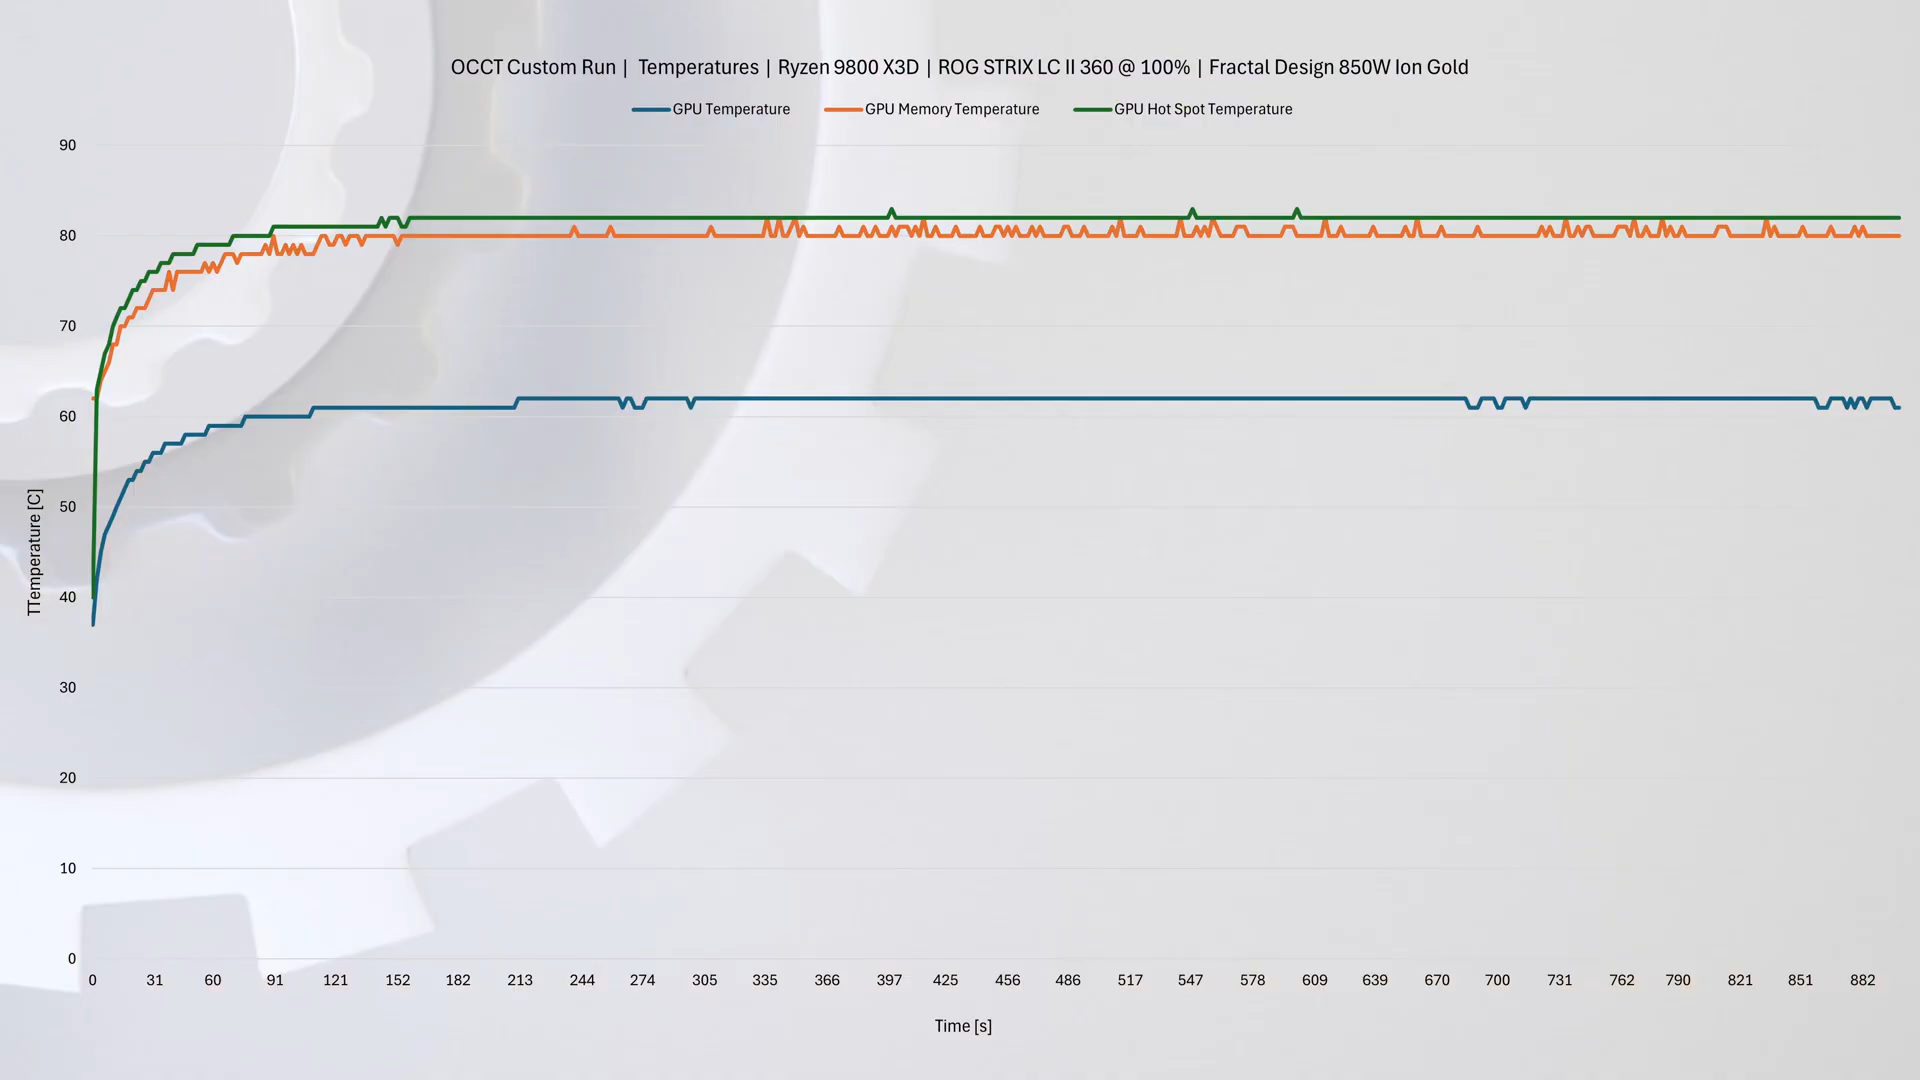 OCCT Custom Run | Temperatures | Ryzen 9800 X3D | ROG STRIX LC II 360 @ 100% | Fractal Design 850W Ion Gold
GPU Temperature GPU Memory Temperature GPU Hot Spot Temperature
90
80
70
60
50
40
30
20
10
0
TTemperature [C]
0 31 60 91 121 152 182 213 244 274 305 335 366 397 425 456 486 517 547 578 609 639 670 700 731 762 790 821 851 882
Time [s]